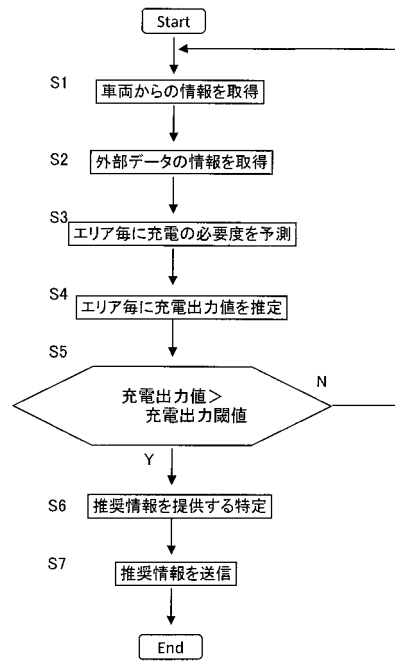 Start
S1
車両からの情報を取得
S2
外部データの情報を取得
S3
エリア毎に充電の必要度を予測
S4
エリア毎に充電出力値を推定
S5
充電出力値＞
充電出力閾値
N
Y
S6
推奨情報を提供する特定
S7
推奨情報を送信
End